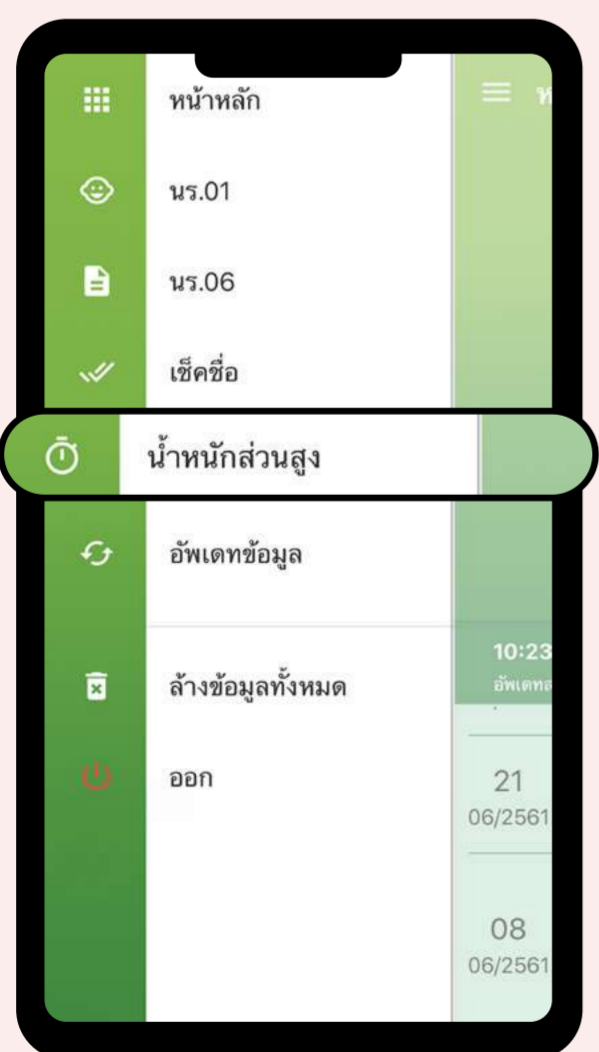 หน้าหลัก
นร.01
นร.06
เช็คชื่อ
น้ำหนักส่วนสูง
อัพเดทข้อมูล
ล้างข้อมูลทั้งหมด
ออก
10:23
21
06/2561
08
06/2561